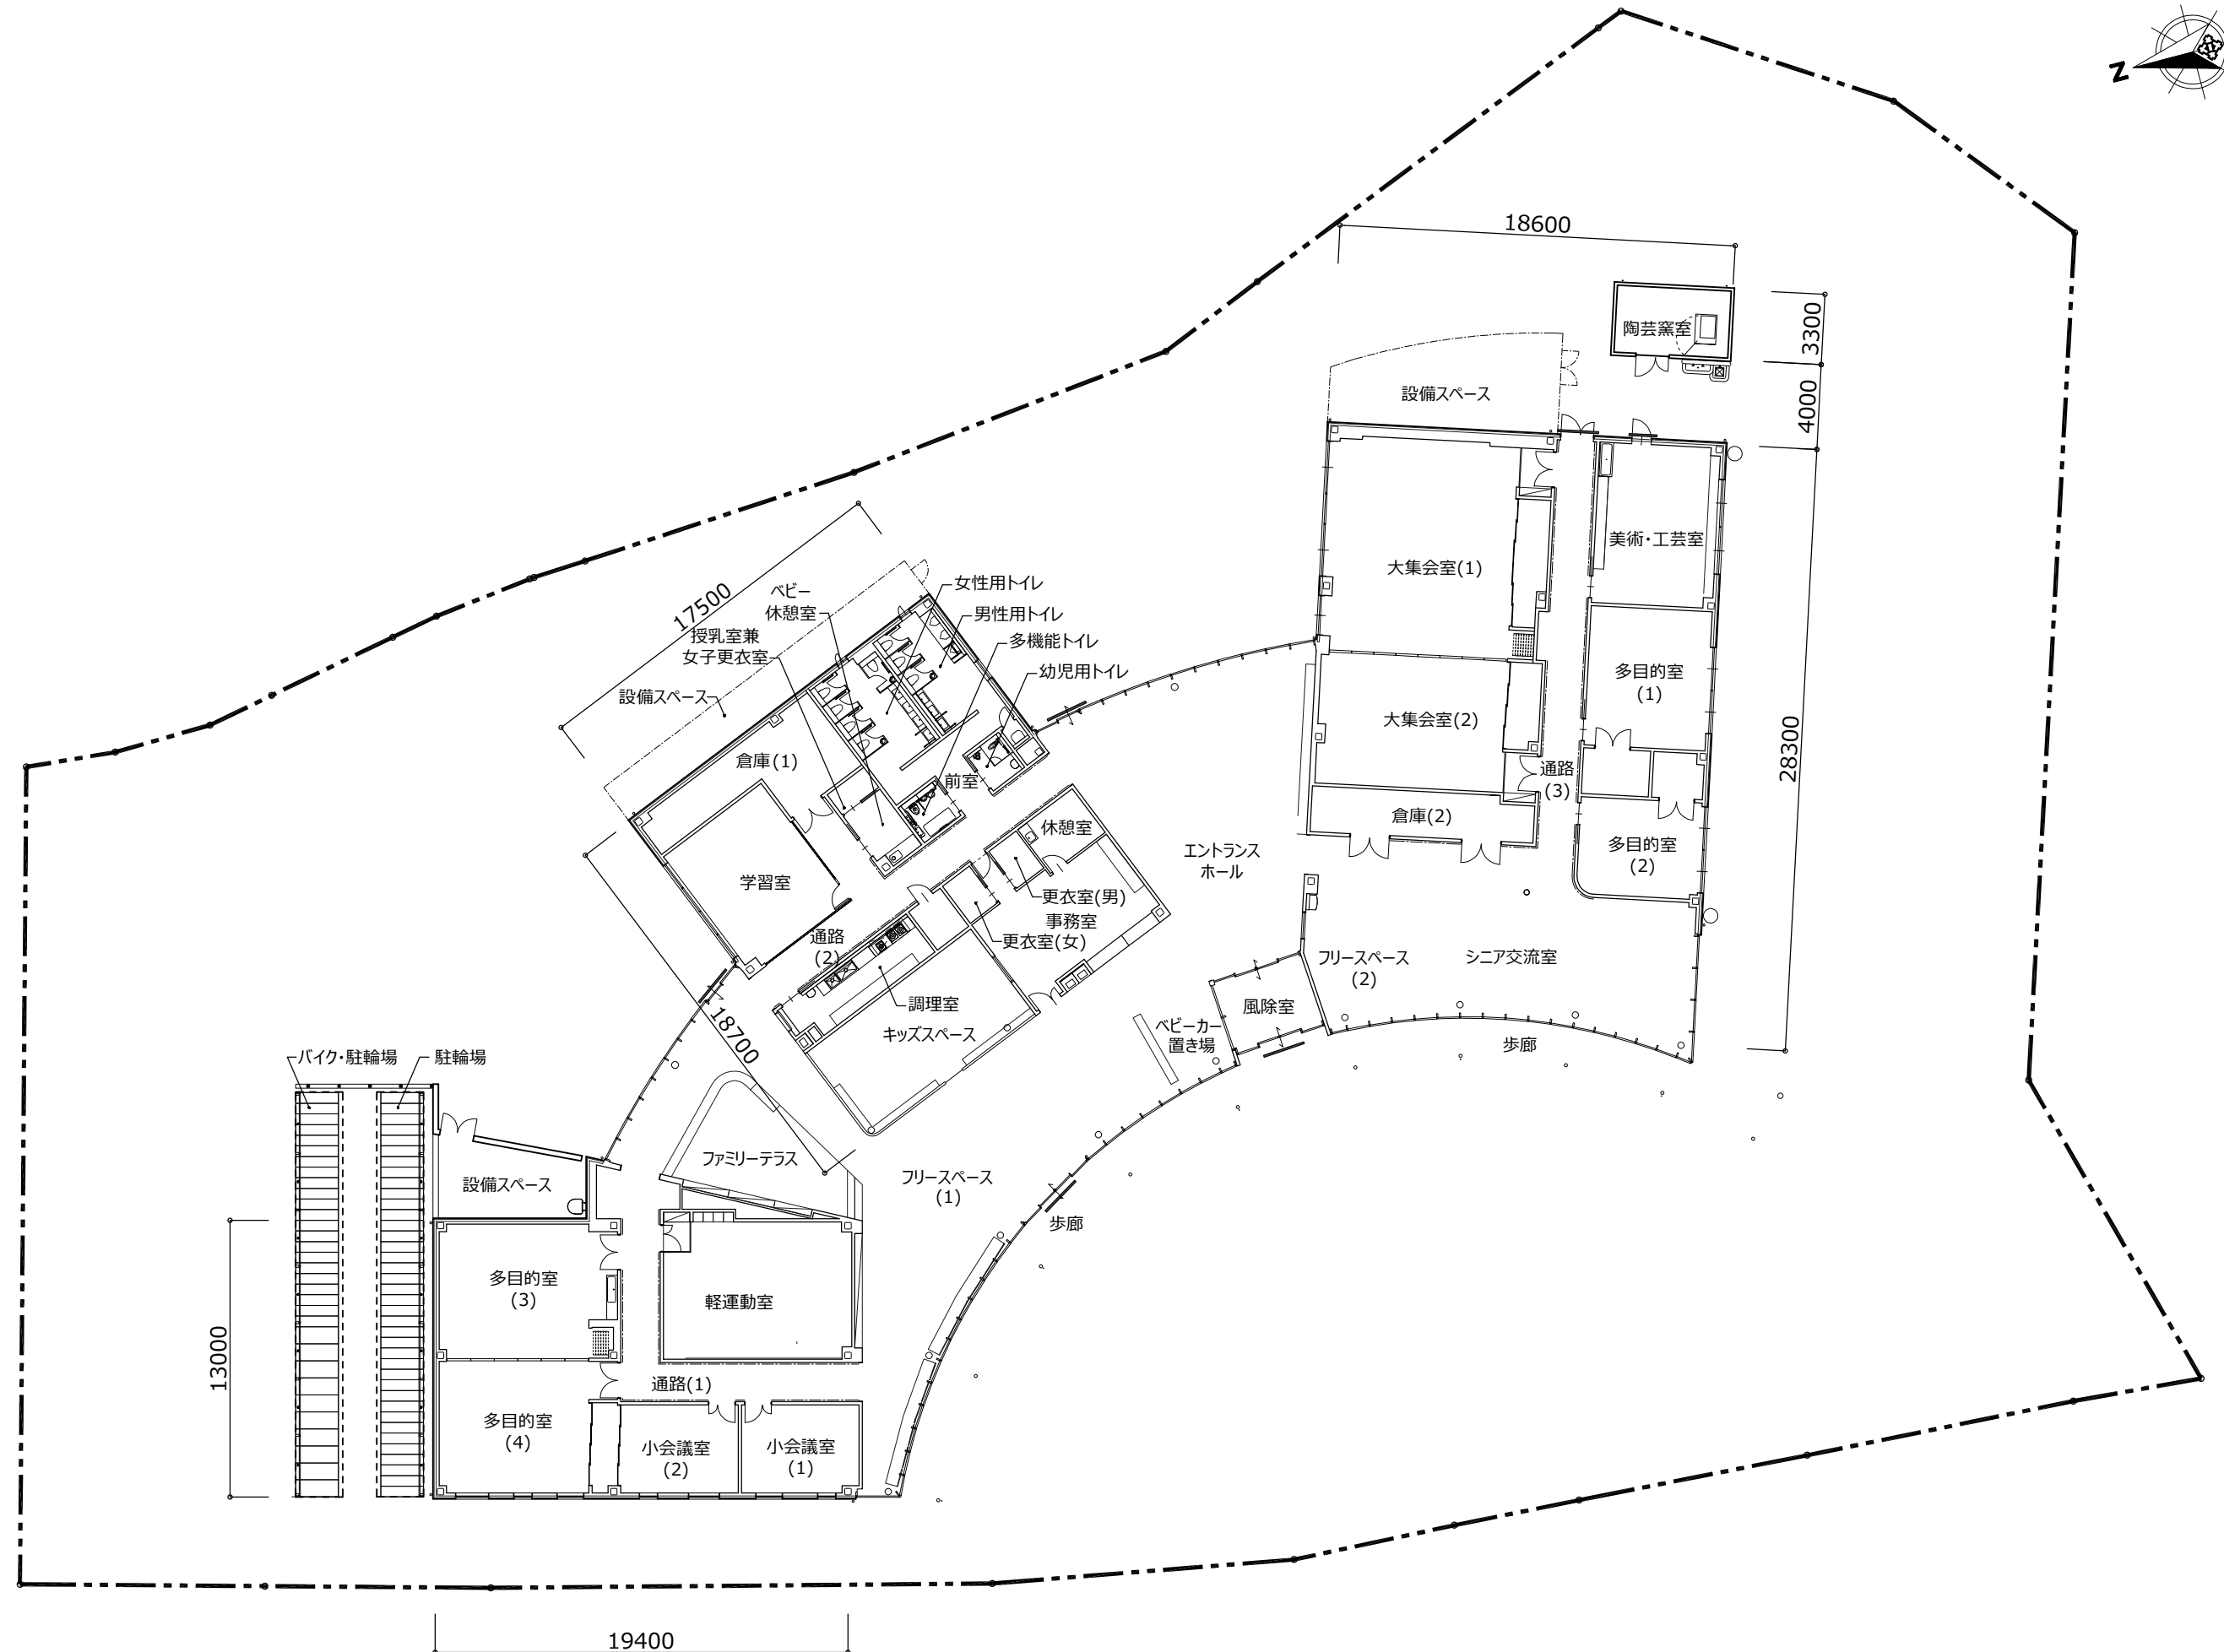 N
18600
陶芸窯室
3300
設備スペース
4000
美術・工芸室
大集会室(1)
17500
ベビー
休憩室
女性用トイレ
男性用トイレ
授乳室兼
女子更衣室
多機能トイレ
幼児用トイレ
設備スペース
多目的室
(1)
大集会室(2)
倉庫(1)
前室
通路
(3)
28300
倉庫(2)
休憩室
多目的室
(2)
エントランス
ホール
学習室
更衣室(男)
事務室
更衣室(女)
通路
(2)
フリースペース
(2)
シニア交流室
調理室
風除室
18700
キッズスペース
ベビーカー
置き場
歩廊
バイク・駐輪場
駐輪場
ファミリーテラス
フリースペース
(1)
設備スペース
歩廊
多目的室
(3)
軽運動室
13000
通路(1)
多目的室
(4)
小会議室
(2)
小会議室
(1)
19400